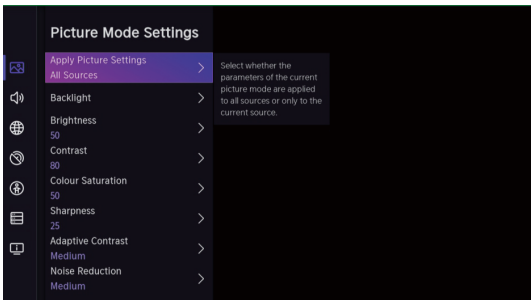 Picture Mode Settings
Apply Picture Settings
All Sources
Select whether the
parameters of the current
picture mode are applied
to all sources or only to the
current source.
Backlight
Brightness
50
Contrast
80
Colour Saturation
50
Sharpness
25
Adaptive Contrast
Medium
Noise Reduction
Medium